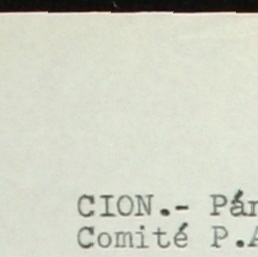 CION.- Pár
Comité P.A